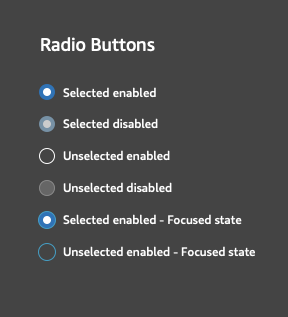 Radio Buttons
Selected enabled
Selected disabled
Unselected enabled
Unselected disabled
Selected enabled - Focused state
Unselected enabled - Focused state